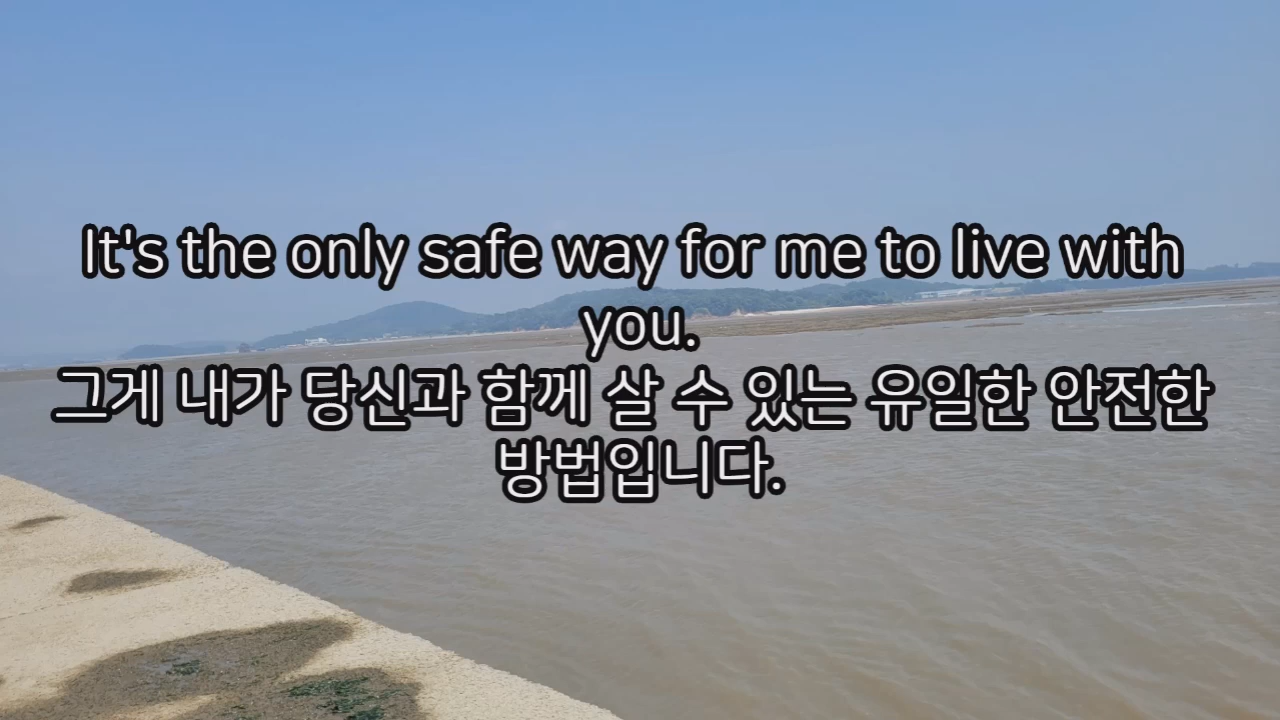 It's the only safe way for me to live with
you.
그게 내가 당신과 함께 살 수 있는 유일한 안전한
방법입니다.